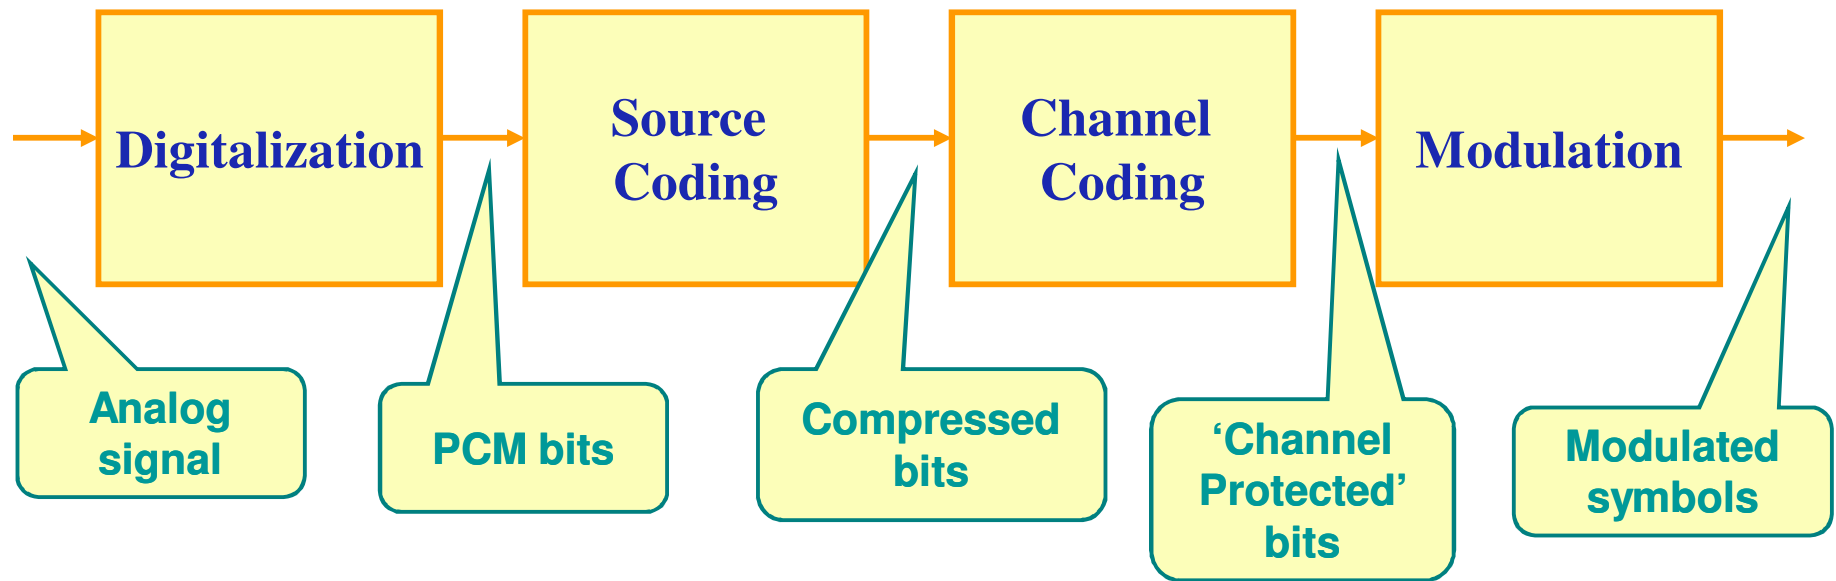 Digitalization
Source
Coding
Channel
Coding
Modulation
Analog
signal
PCM bits
Compressed
bits
‘Channel
Protected’
bits
Modulated
symbols